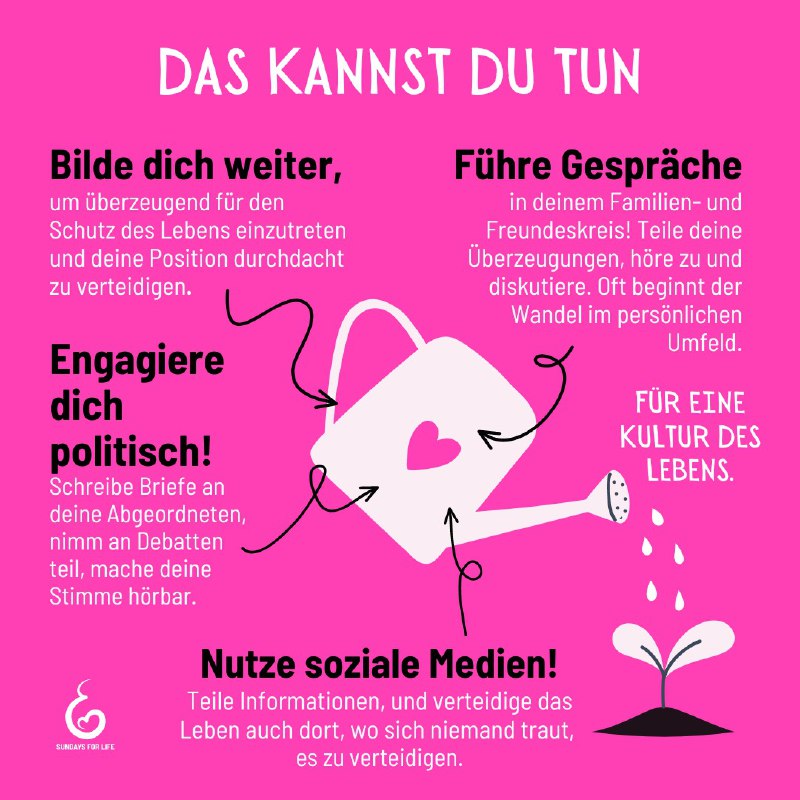 DAS KANNST DU TUN
Bilde dich weiter,
um überzeugend für den
Schutz des Lebens einzutreten
und deine Position durchdacht
zu verteidigen.
Führe Gespräche
in deinem Familien- und
Freundeskreis! Teile deine
Überzeugungen, höre zu und
diskutiere. Oft beginnt der
Wandel im persönlichen
Umfeld.
Engagiere
dich
politisch!
Schreibe Briefe an
deine Abgeordneten,
nimm an Debatten
teil, mache deine
Stimme hörbar.
FÜR EINE
KULTUR DES
LEBENS.
Nutze soziale Medien!
Teile Informationen, und verteidige das
Leben auch dort, wo sich niemand traut,
es zu verteidigen.
SUNDAYS FOR LIFE